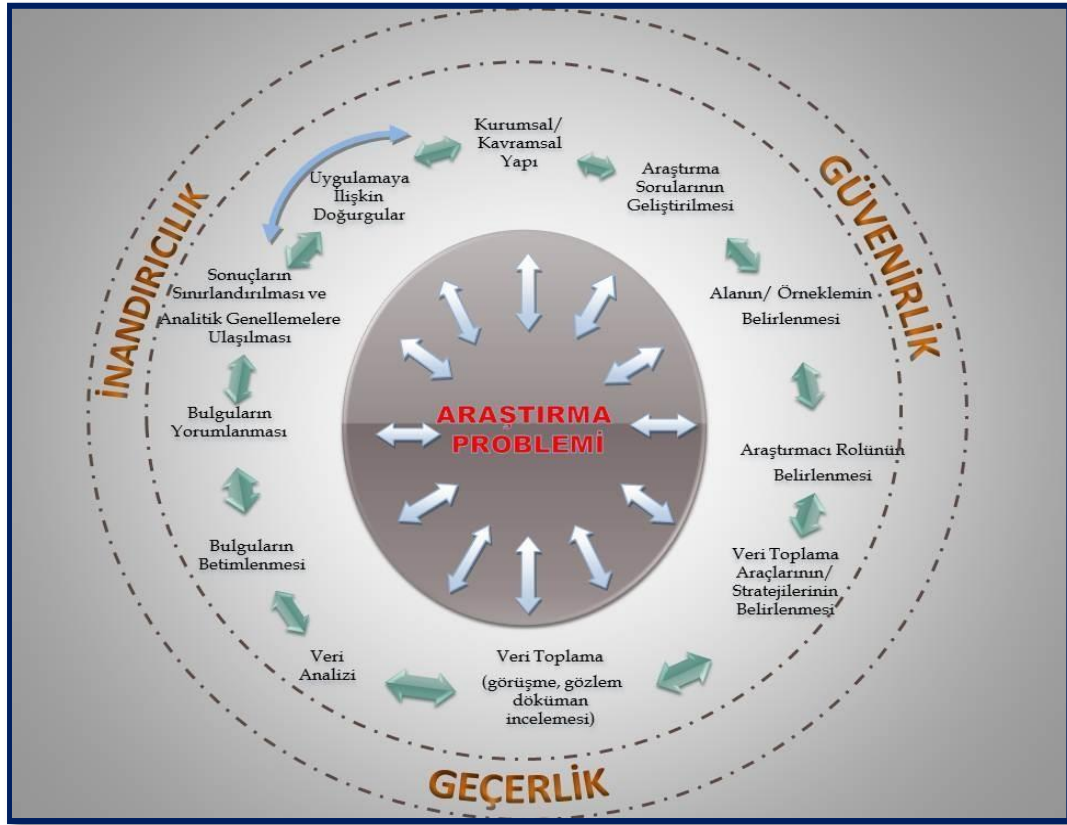 Kurumsal/
Kavramsal
Yapı
Araştırma
Sorularının
Geliştirilmesi
Alanın/ Örneklemin
Belirlenmesi
Araştırmacı Rolünün
Belirlenmesi
Veri Toplama
Araçlarının/
Stratejilerinin
Belirlenmesi
Veri Toplama
(görüşme, gözlem
döküman
incelemesi)
Veri
Analizi
Bulguların
Betimlenmesi
Bulguların
Yorumlanması
Sonuçların
Sınırlandırılması ve
Analitik Genellemelere
Ulaşılması
Uygulamaya
İlişkin
Doğurgular
ARAŞTIRMA
PROBLEMİ
İNANDIRICILIK
GÜVENİRLİK
GEÇERLİK